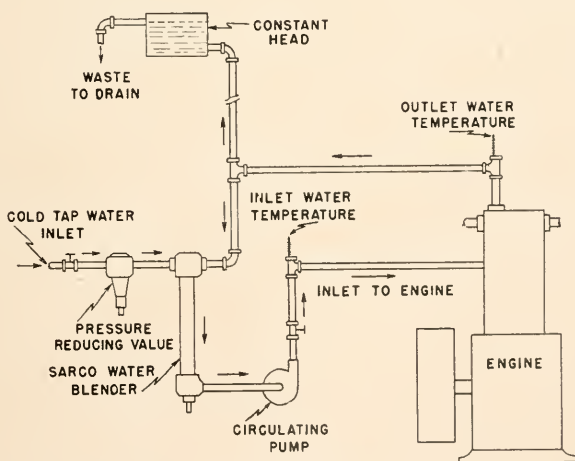 CONSTANT
HEAD
WASTE
TO DRAIN
OUTLET WATER
TEMPERATURE
INLET WATER
TEMPERATURE
COLD TAP WATER
INLET
INLET TO ENGINE
PRESSURE
REDUCING VALUE
SARCO WATER
BLENDER
ENGINE
CIRCULATING
PUMP